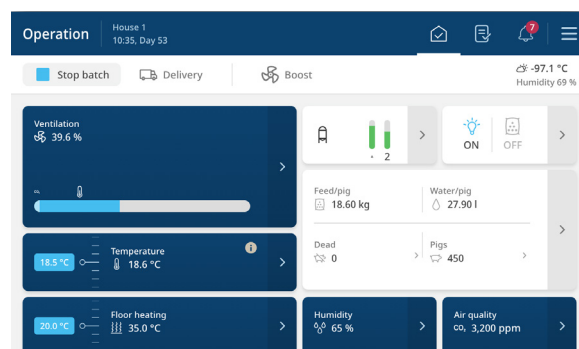 Operation
House 1
10:35, Day 53
7
Stop batch
Delivery
Boost
-97.1 °C
Humidity 69 %
Ventilation
39.6 %
- 2
ON
OFF
Feed/pig
18.60 kg
Water/pig
27.90 l
Dead
0
Pigs
450
18.5 °C
Temperature
18.6 °C
i
20.0 °C
Floor heating
35.0 °C
Humidity
65 %
Air quality
CO₂ 3,200 ppm